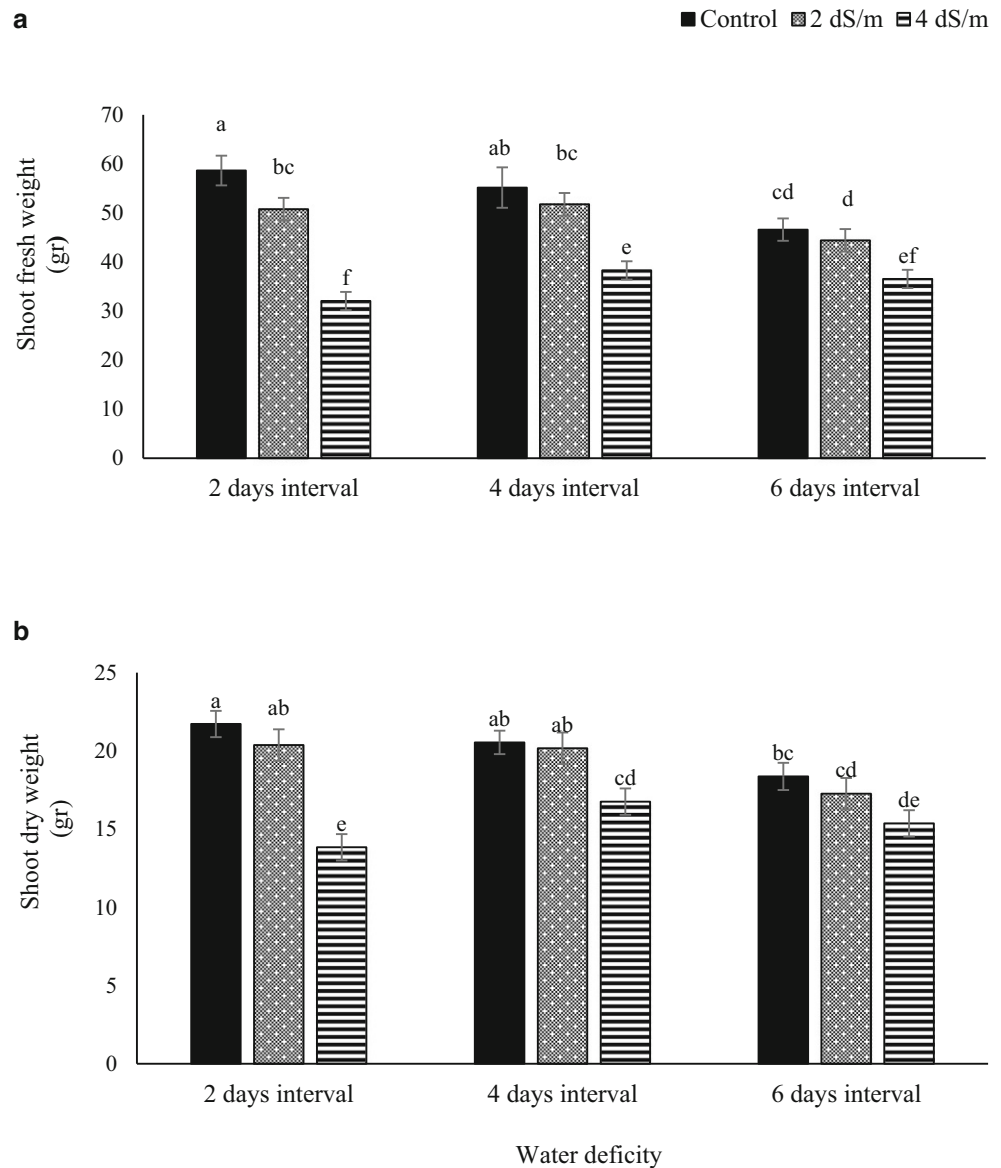 a
Control 2 dS/m 4 dS/m
Shoot fresh weight
(gr)
70
60
50
40
30
20
10
0
a
bc
f
ab
bc
e
cd
d
ef
2 days interval
4 days interval
6 days interval
b
Shoot dry weight
(gr)
25
20
15
10
5
0
a
ab
e
ab
ab
cd
bc
cd
de
2 days interval
4 days interval
6 days interval
Water deficity